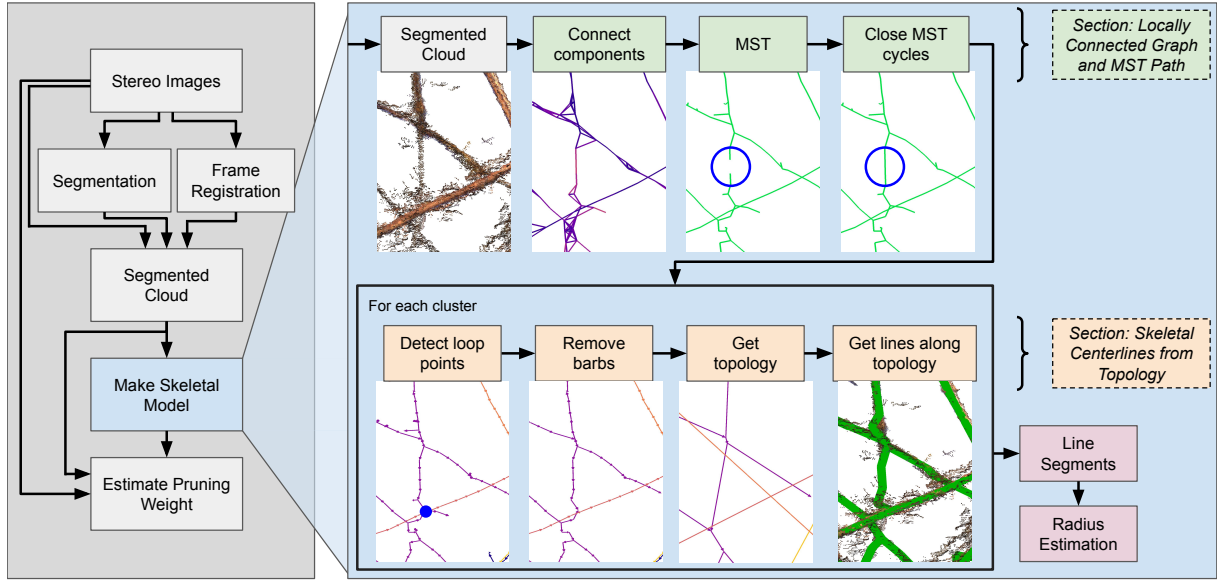 Stereo Images
Segmentation
Frame
Registration
Segmented
Cloud
Make Skeletal
Model
Estimate Pruning
Weight
Segmented
Cloud
Connect
components
MST
Close MST
cycles
Section: Locally
Connected Graph
and MST Path
For each cluster
Detect loop
points
Remove
barbs
Get
topology
Get lines along
topology
Section: Skeletal
Centerlines from
Topology
Line
Segments
Radius
Estimation